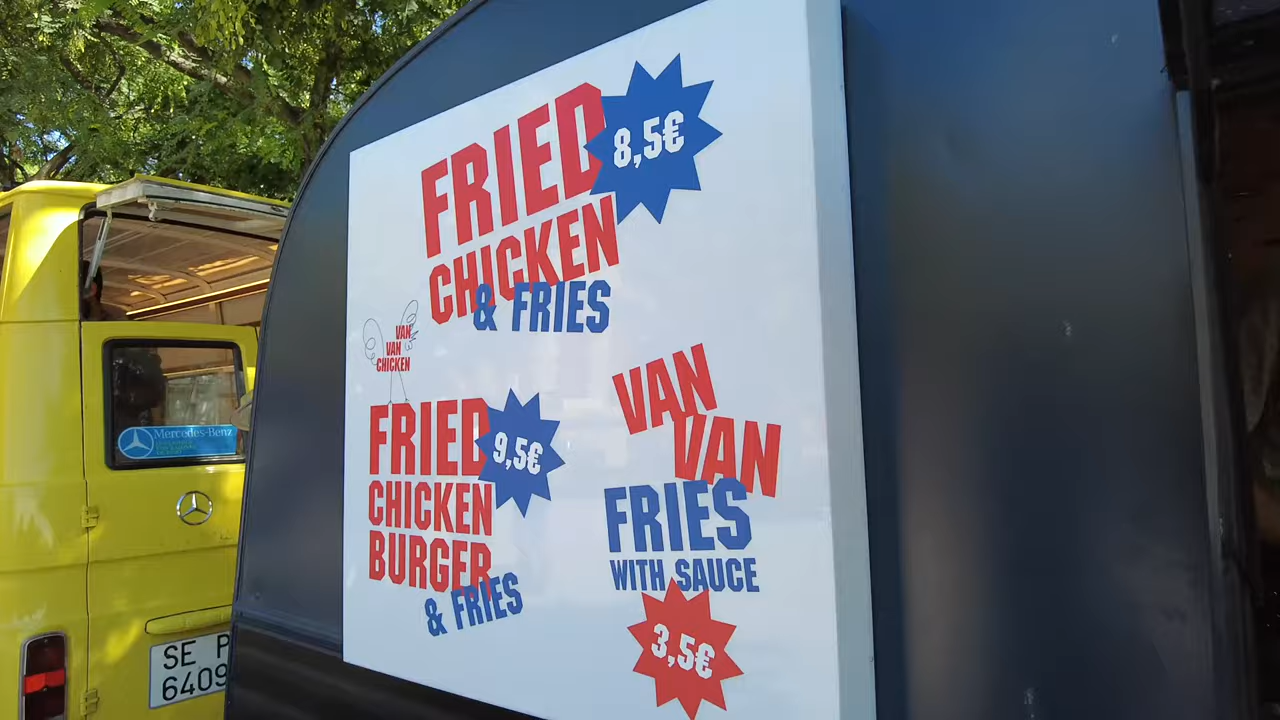 FRIED
8,5€
CHICKEN
& FRIES
VAN
VAN
CHICKEN
FRIED
9,5€
CHICKEN
BURGER
& FRIES
VAN
VAN
FRIES
WITH SAUCE
3,5€
Mercedes-Benz
SE P
6409